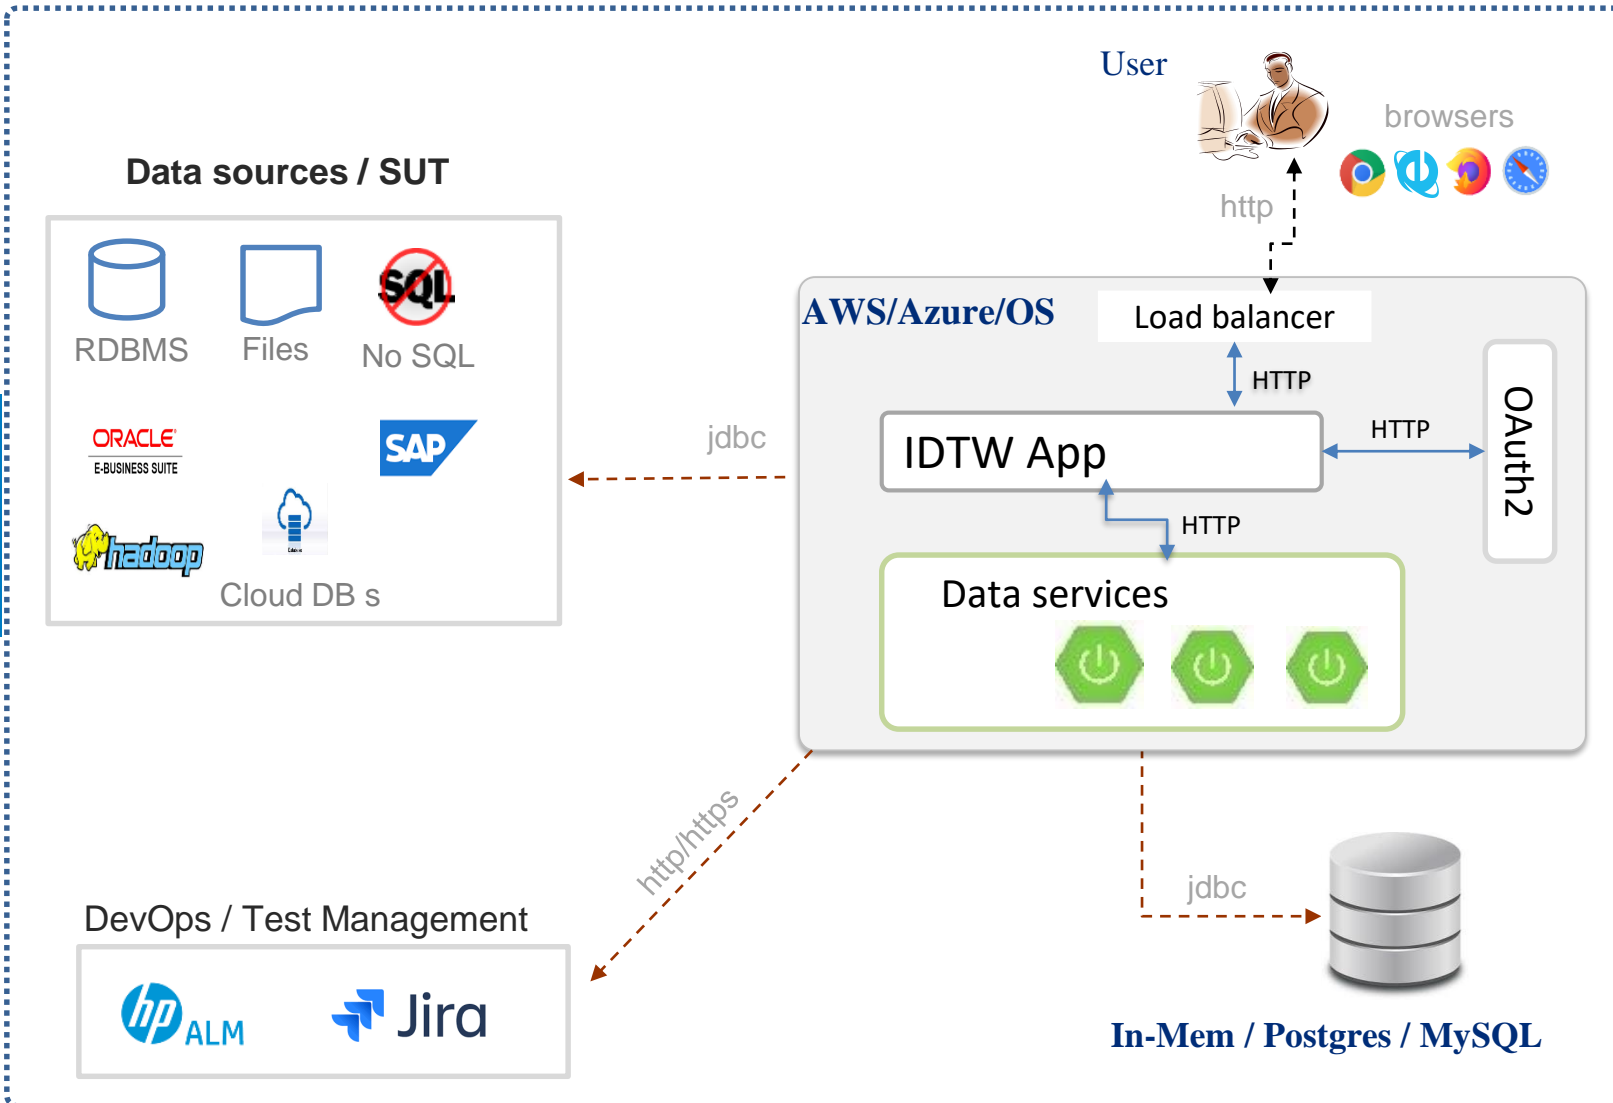 User
browsers
http
Data sources / SUT
RDBMS
Files
SQL
No SQL
ORACLE
E-BUSINESS SUITE
SAP
hadoop
Cloud DB s
jdbc
AWS/Azure/OS
Load balancer
HTTP
IDTW App
HTTP
OAuth2
HTTP
Data services
http/https
jdbc
DevOps / Test Management
hp ALM
Jira
In-Mem / Postgres / MySQL